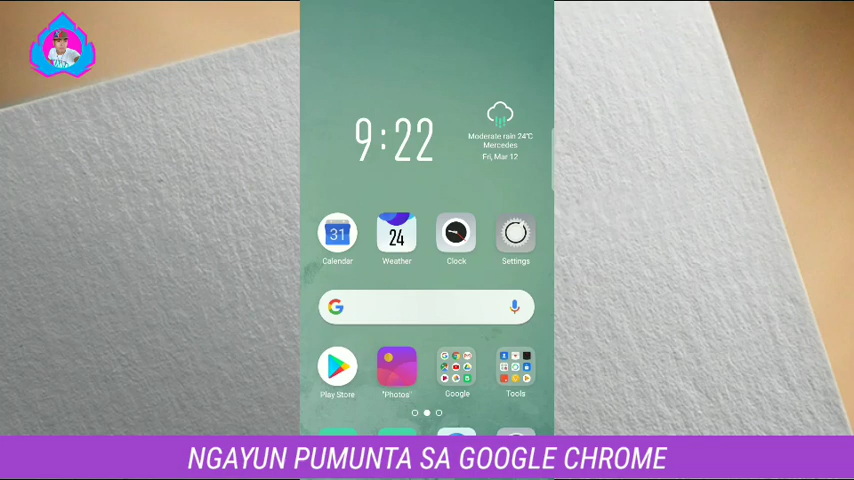 9:22
Moderate rain 24°C
Mercedes
Fri, Mar 12
31
24
Calendar
Weather
Clock
Settings
G
Play Store
"Photos"
Google
Tools
NGAYUN PUMUNTA SA GOOGLE CHROME